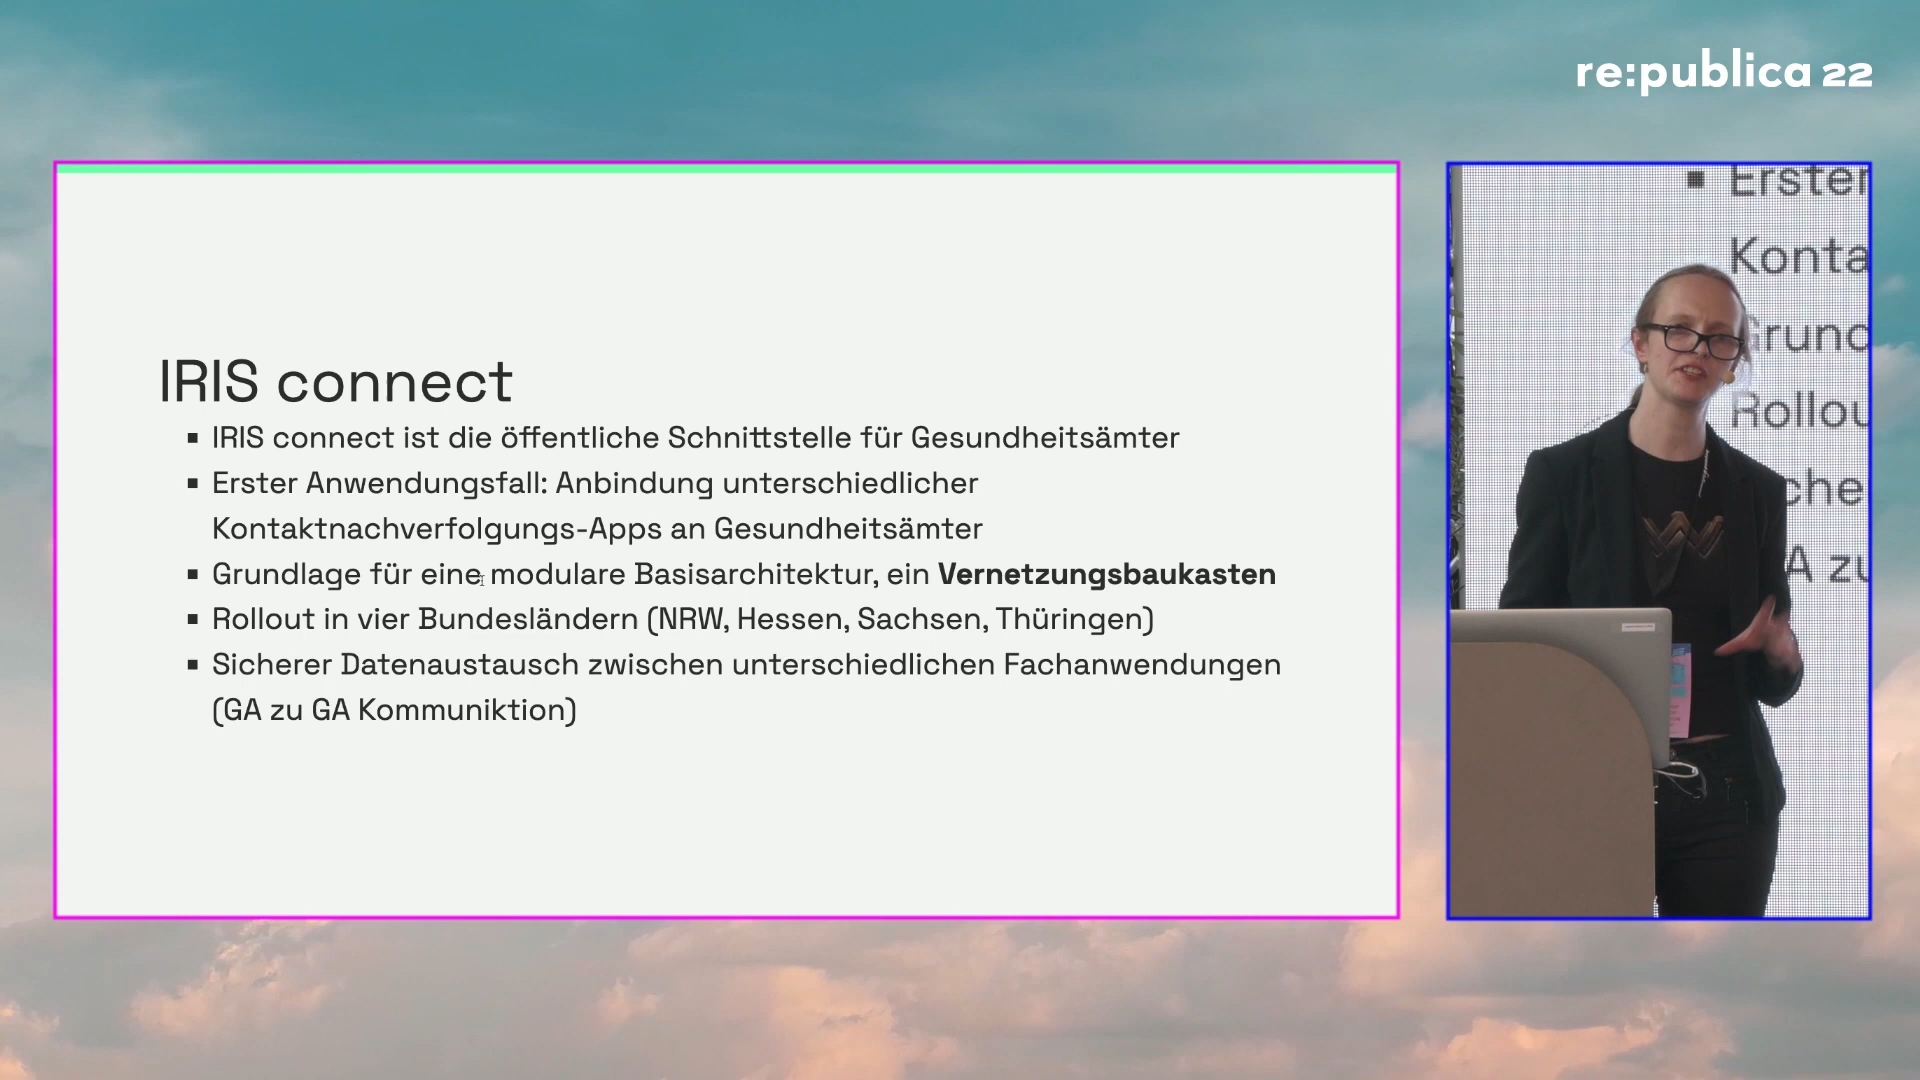 re:publica 22
IRIS connect
▪ IRIS connect ist die öffentliche Schnittstelle für Gesundheitsämter
▪ Erster Anwendungsfall: Anbindung unterschiedlicher
Kontaktnachverfolgungs-Apps an Gesundheitsämter
▪ Grundlage für eine modulare Basisarchitektur, ein Vernetzungsbaukasten
▪ Rollout in vier Bundesländern (NRW, Hessen, Sachsen, Thüringen)
▪ Sicherer Datenaustausch zwischen unterschiedlichen Fachanwendungen
(GA zu GA Kommuniktion)
▪ Erster
Konta
Grund
Rollou
che
A zu